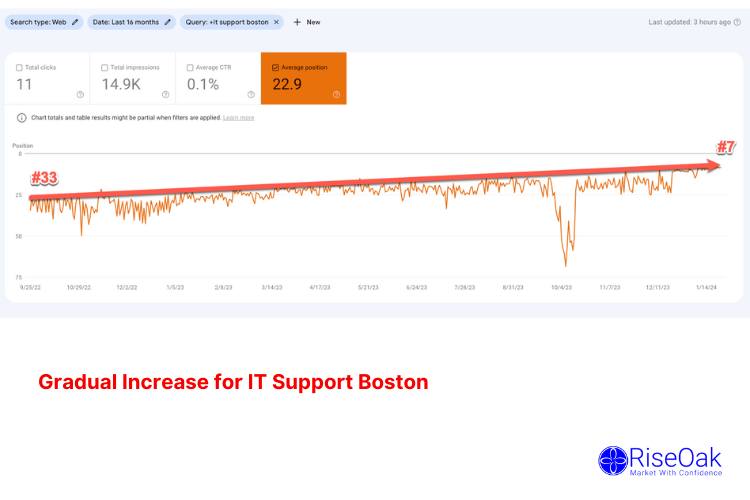 Search type: Web
Date: Last 16 months
Query: +it support boston
+ New
Last updated: 3 hours ago
Total clicks
11
Total impressions
14.9K
Average CTR
0.1%
Average position
22.9
Chart totals and table results might be partial when filters are applied. Learn more
Position
0
25
50
75
#33
#7
9/25/22 10/29/22 12/2/22 1/5/23 2/8/23 3/14/23 4/17/23 5/21/23 6/24/23 7/28/23 8/31/23 10/4/23 11/7/23 12/11/23 1/14/24
Gradual Increase for IT Support Boston
RiseOak
Market With Confidence